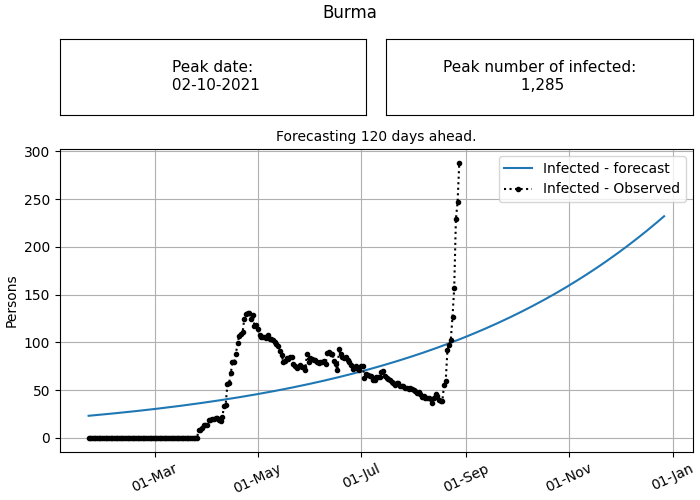 Burma
Peak date:
02-10-2021
Peak number of infected:
1,285
Forecasting 120 days ahead.
300
250
200
150
100
50
0
Persons
Infected - forecast
Infected - Observed
01-Mar
01-May
01-Jul
01-Sep
01-Nov
01-Jan